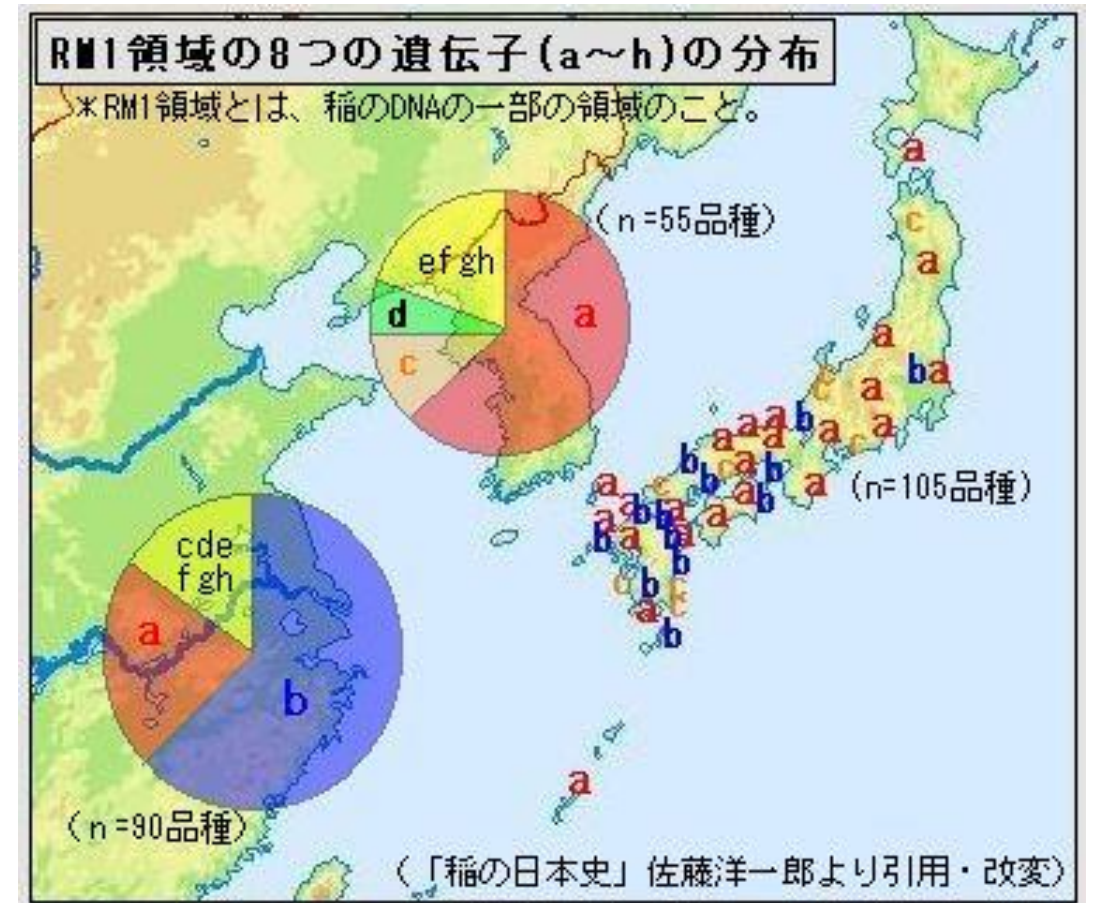 RM1領域の8つの遺伝子(a～h)の分布
＊RM1領域とは、稲のDNAの一部の領域のこと。
(n=55品種)
efgh
d
c
a
a
c
a
a
b a
c
a
b
a
a
c
a
a
a
a
b
c
a
b
b
a
b
a
(n=105品種)
a
c
a
b
b
a
a
b
a
a
b
b
c
b
c
c
a
b
cde
fgh
a
b
a
(n=90品種)
(「稲の日本史」佐藤洋一郎より引用・改変)